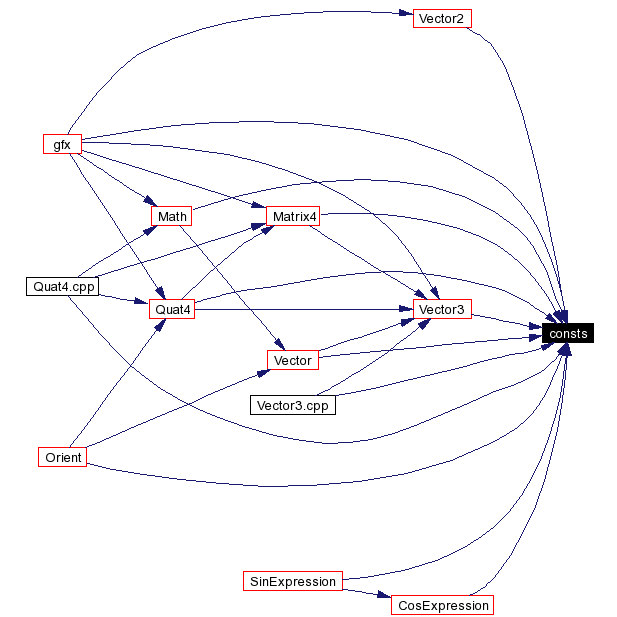 Vector2
gfx
Math
Matrix4
Quat4.cpp
Quat4
Vector3
consts
Vector
Vector3.cpp
Orient
SinExpression
CosExpression